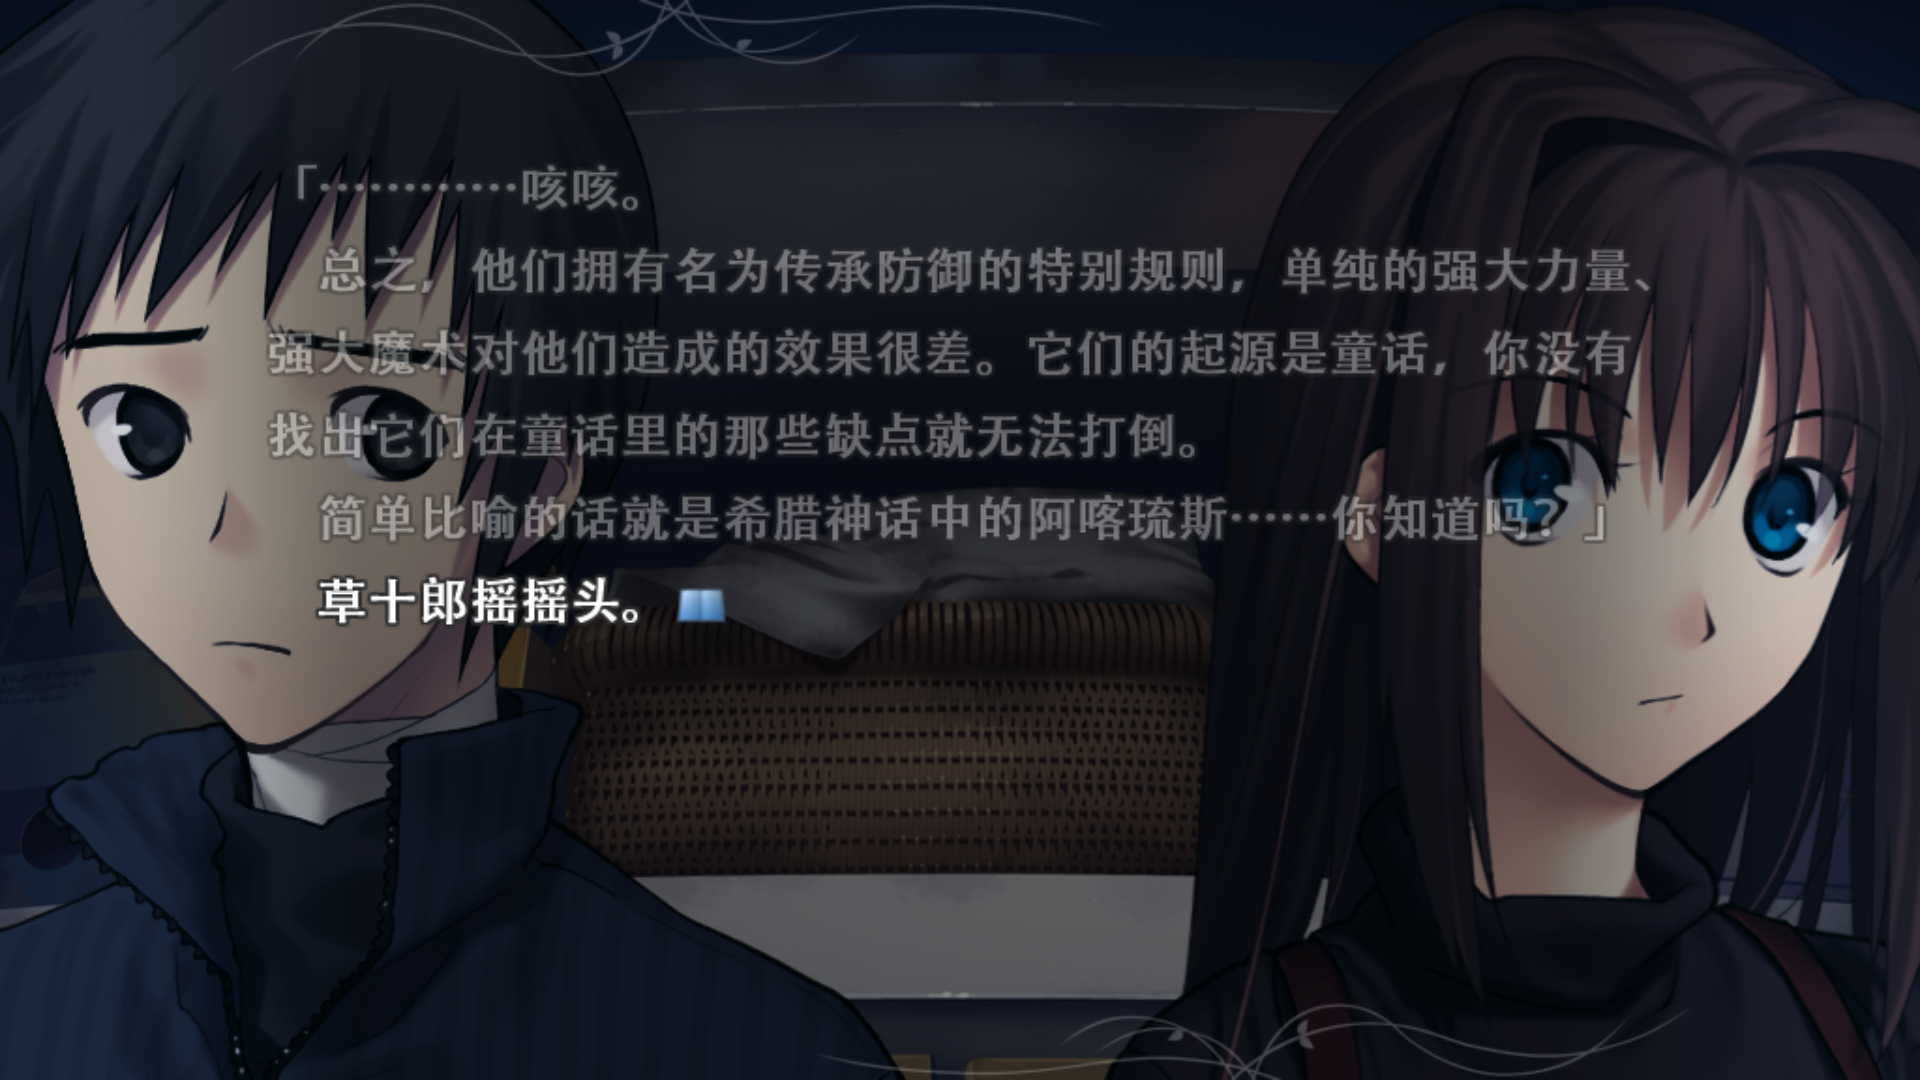 「…………咳咳。
总之，他们拥有名为传承防御的特别规则，单纯的强大力量、
强大魔术对他们造成的效果很差。它们的起源是童话，你没有
找出它们在童话里的那些缺点就无法打倒。
简单比喻的话就是希腊神话中的阿喀琉斯……你知道吗？」
草十郎摇摇头。